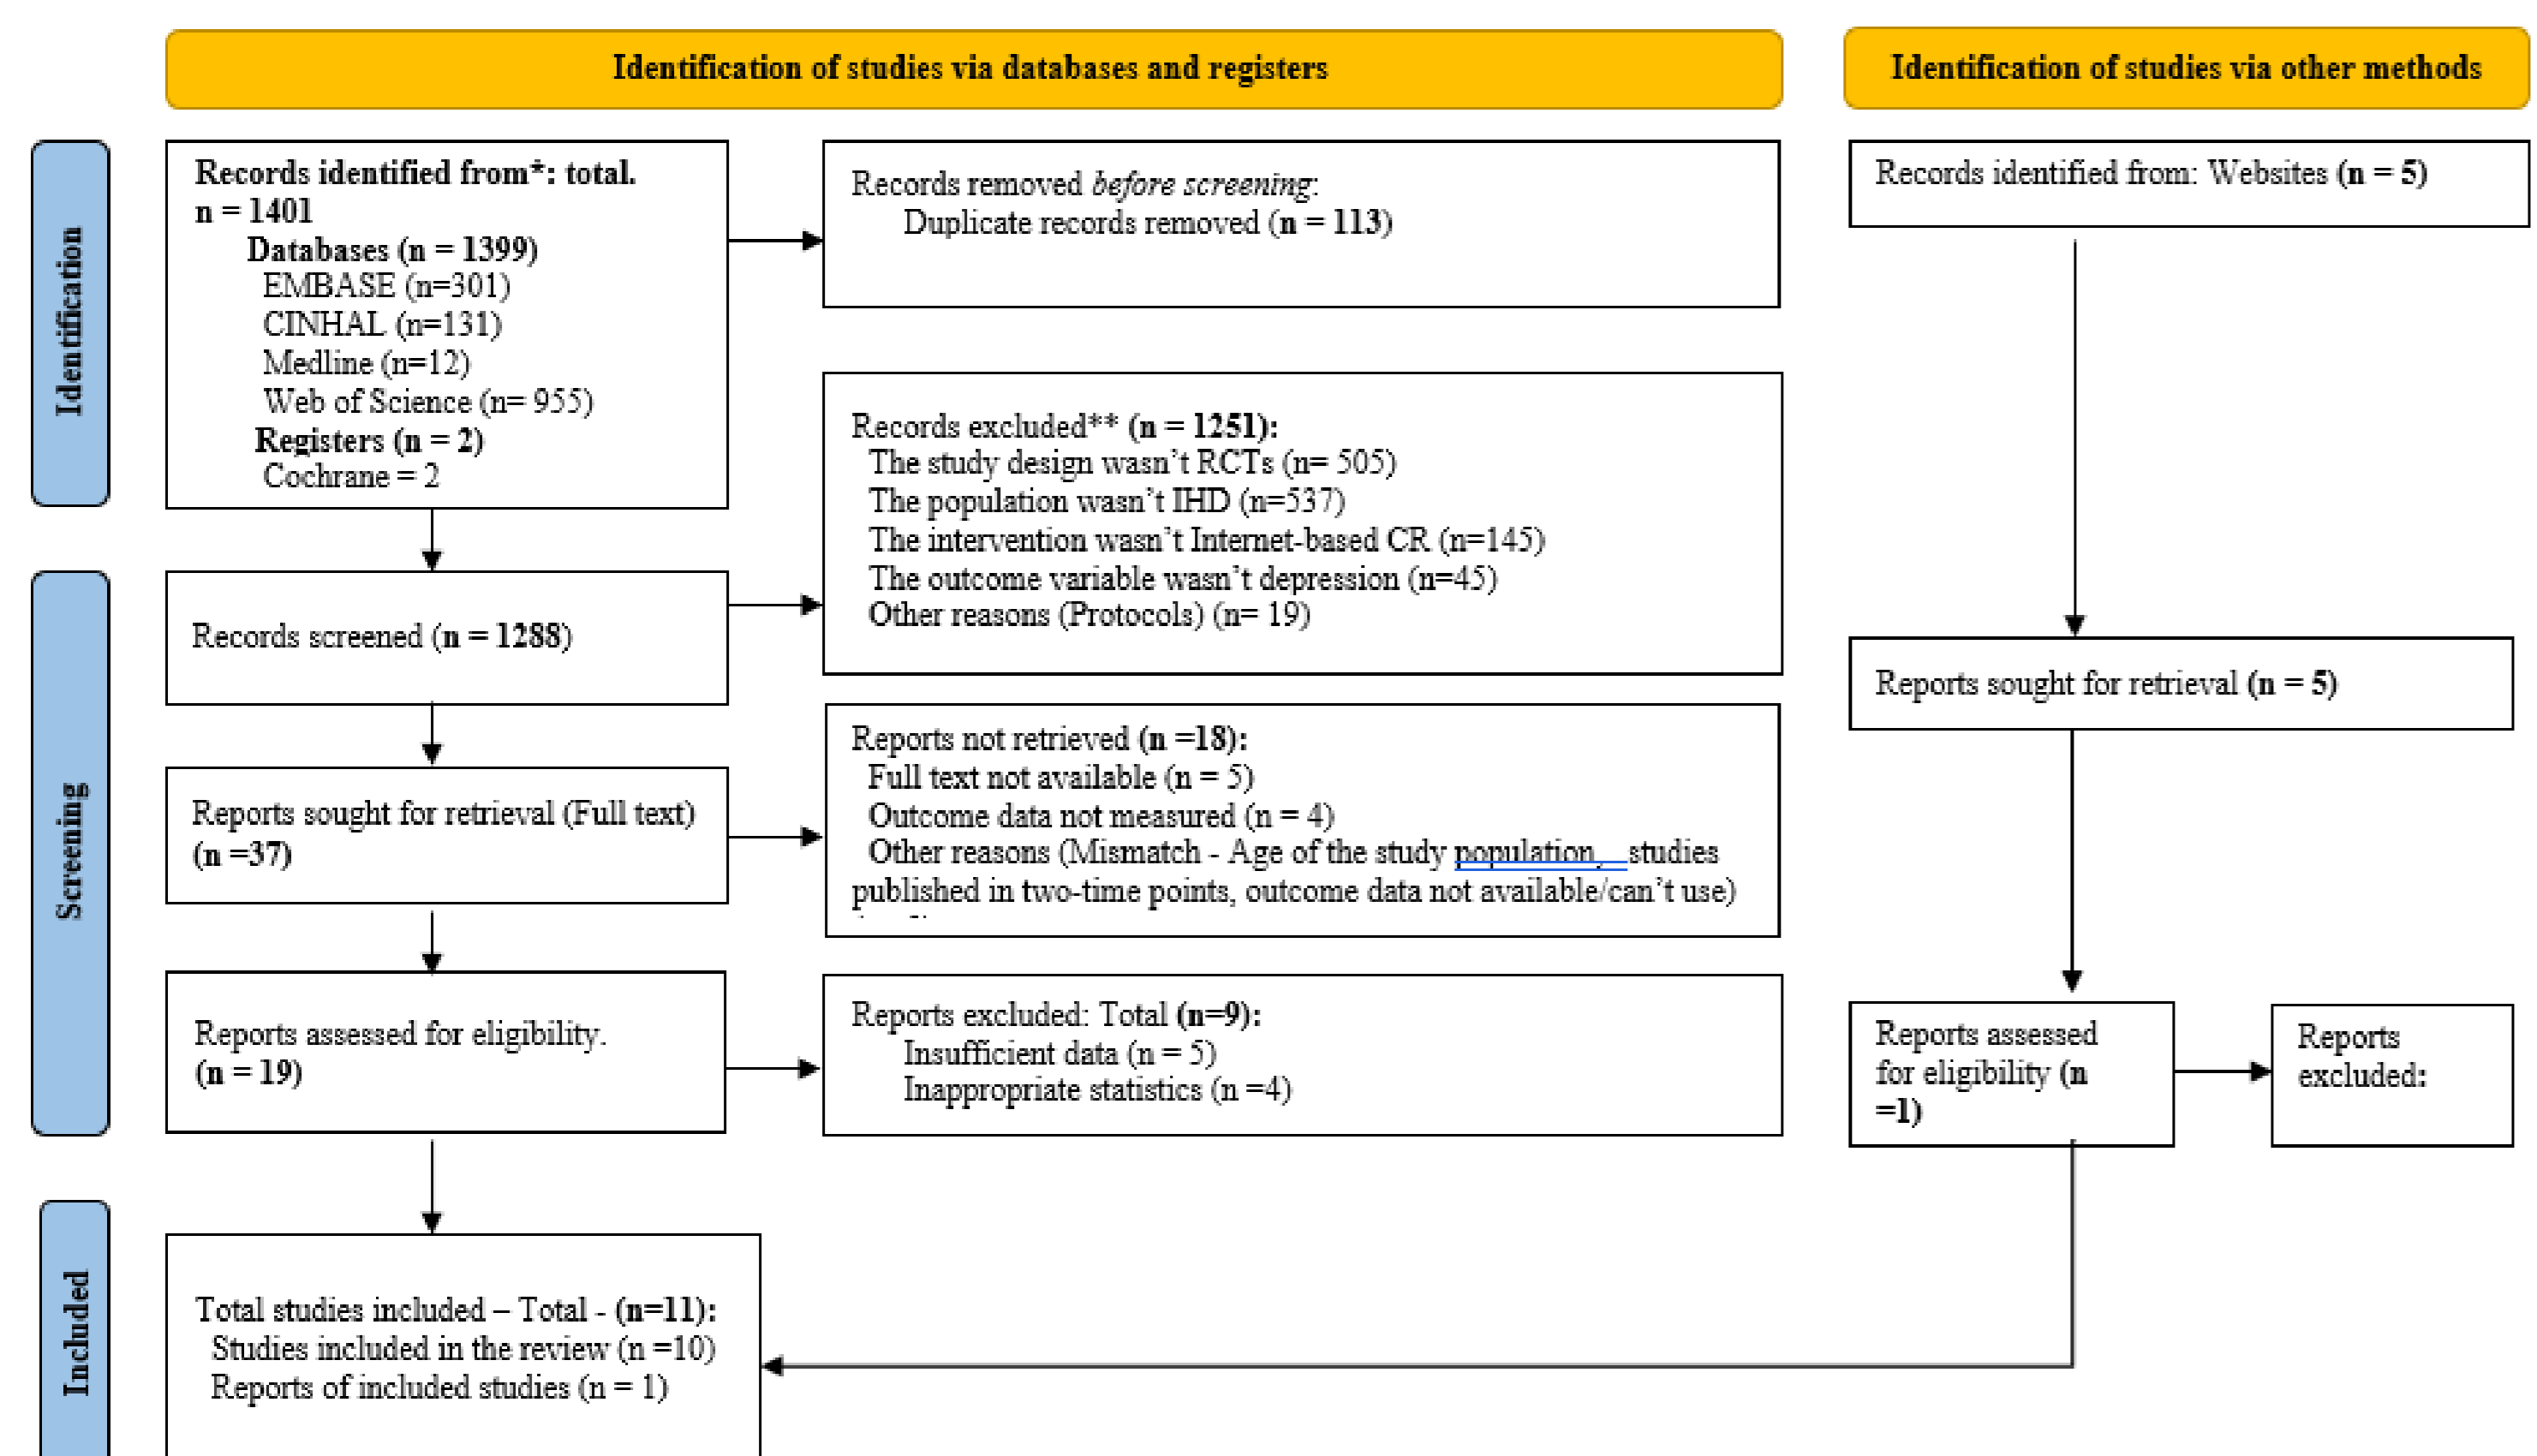 Identification of studies via databases and registers
Identification of studies via other methods
Identification
Records identified from*: total.
n = 1401
Databases (n = 1399)
EMBASE (n=301)
CINHAL (n=131)
Medline (n=12)
Web of Science (n= 955)
Registers (n = 2)
Cochrane = 2
Records removed before screening:
Duplicate records removed (n = 113)
Records identified from: Websites (n = 5)
Screening
Records screened (n = 1288)
Records excluded** (n = 1251):
The study design wasn’t RCTs (n= 505)
The population wasn’t IHD (n=537)
The intervention wasn’t Internet-based CR (n=145)
The outcome variable wasn’t depression (n=45)
Other reasons (Protocols) (n= 19)
Reports sought for retrieval (Full text)
(n =37)
Reports not retrieved (n =18):
Full text not available (n = 5)
Outcome data not measured (n = 4)
Other reasons (Mismatch - Age of the study population, studies
published in two-time points, outcome data not available/can’t use)
Reports sought for retrieval (n = 5)
Reports assessed for eligibility.
(n = 19)
Reports excluded: Total (n=9):
Insufficient data (n = 5)
Inappropriate statistics (n =4)
Reports assessed
for eligibility (n
=1)
Reports
excluded:
Included
Total studies included – Total - (n=11):
Studies included in the review (n =10)
Reports of included studies (n = 1)